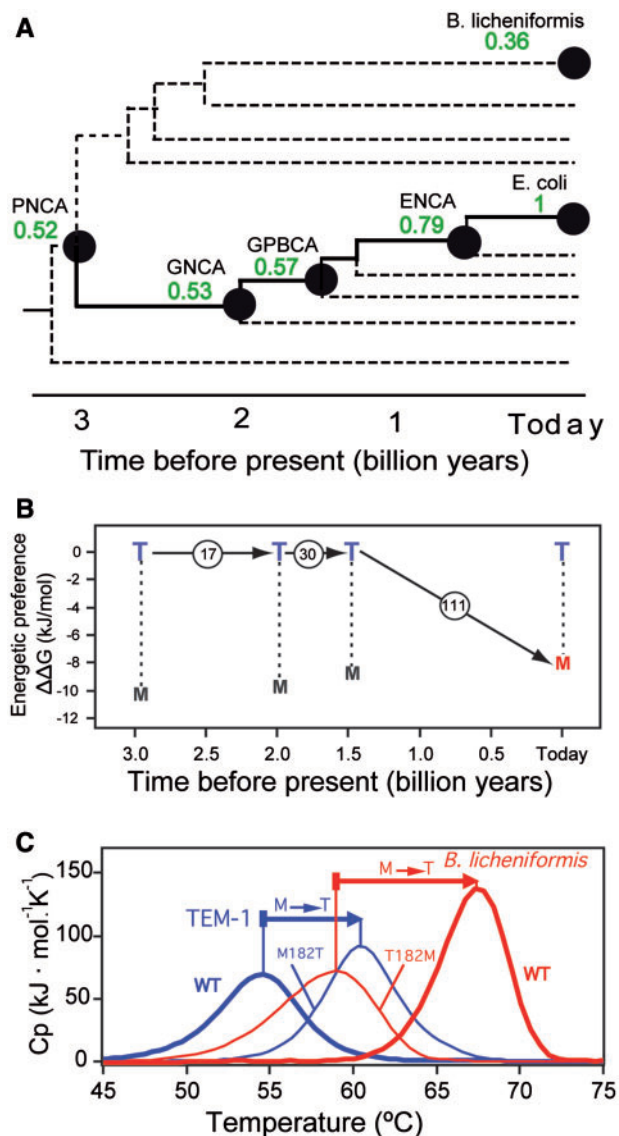 A
B. licheniformis
0.36
E. coli
1
ENCA
0.79
PNCA
0.52
GPBCA
0.57
GNCA
0.53
3 2 1 Today
Time before present (billion years)
B
Energetic preference
ΔΔG (kJ/mol)
0
-2
-4
-6
-8
-10
-12
T T T T
17 30
111
M M M M
3.0 2.5 2.0 1.5 1.0 0.5 Today
Time before present (billion years)
C
Cp (kJ · mol⁻¹K⁻¹)
150
100
50
0
B. licheniformis
M→T
TEM-1 M→T
M182T T182M
WT WT
45 50 55 60 65 70 75
Temperature (ºC)